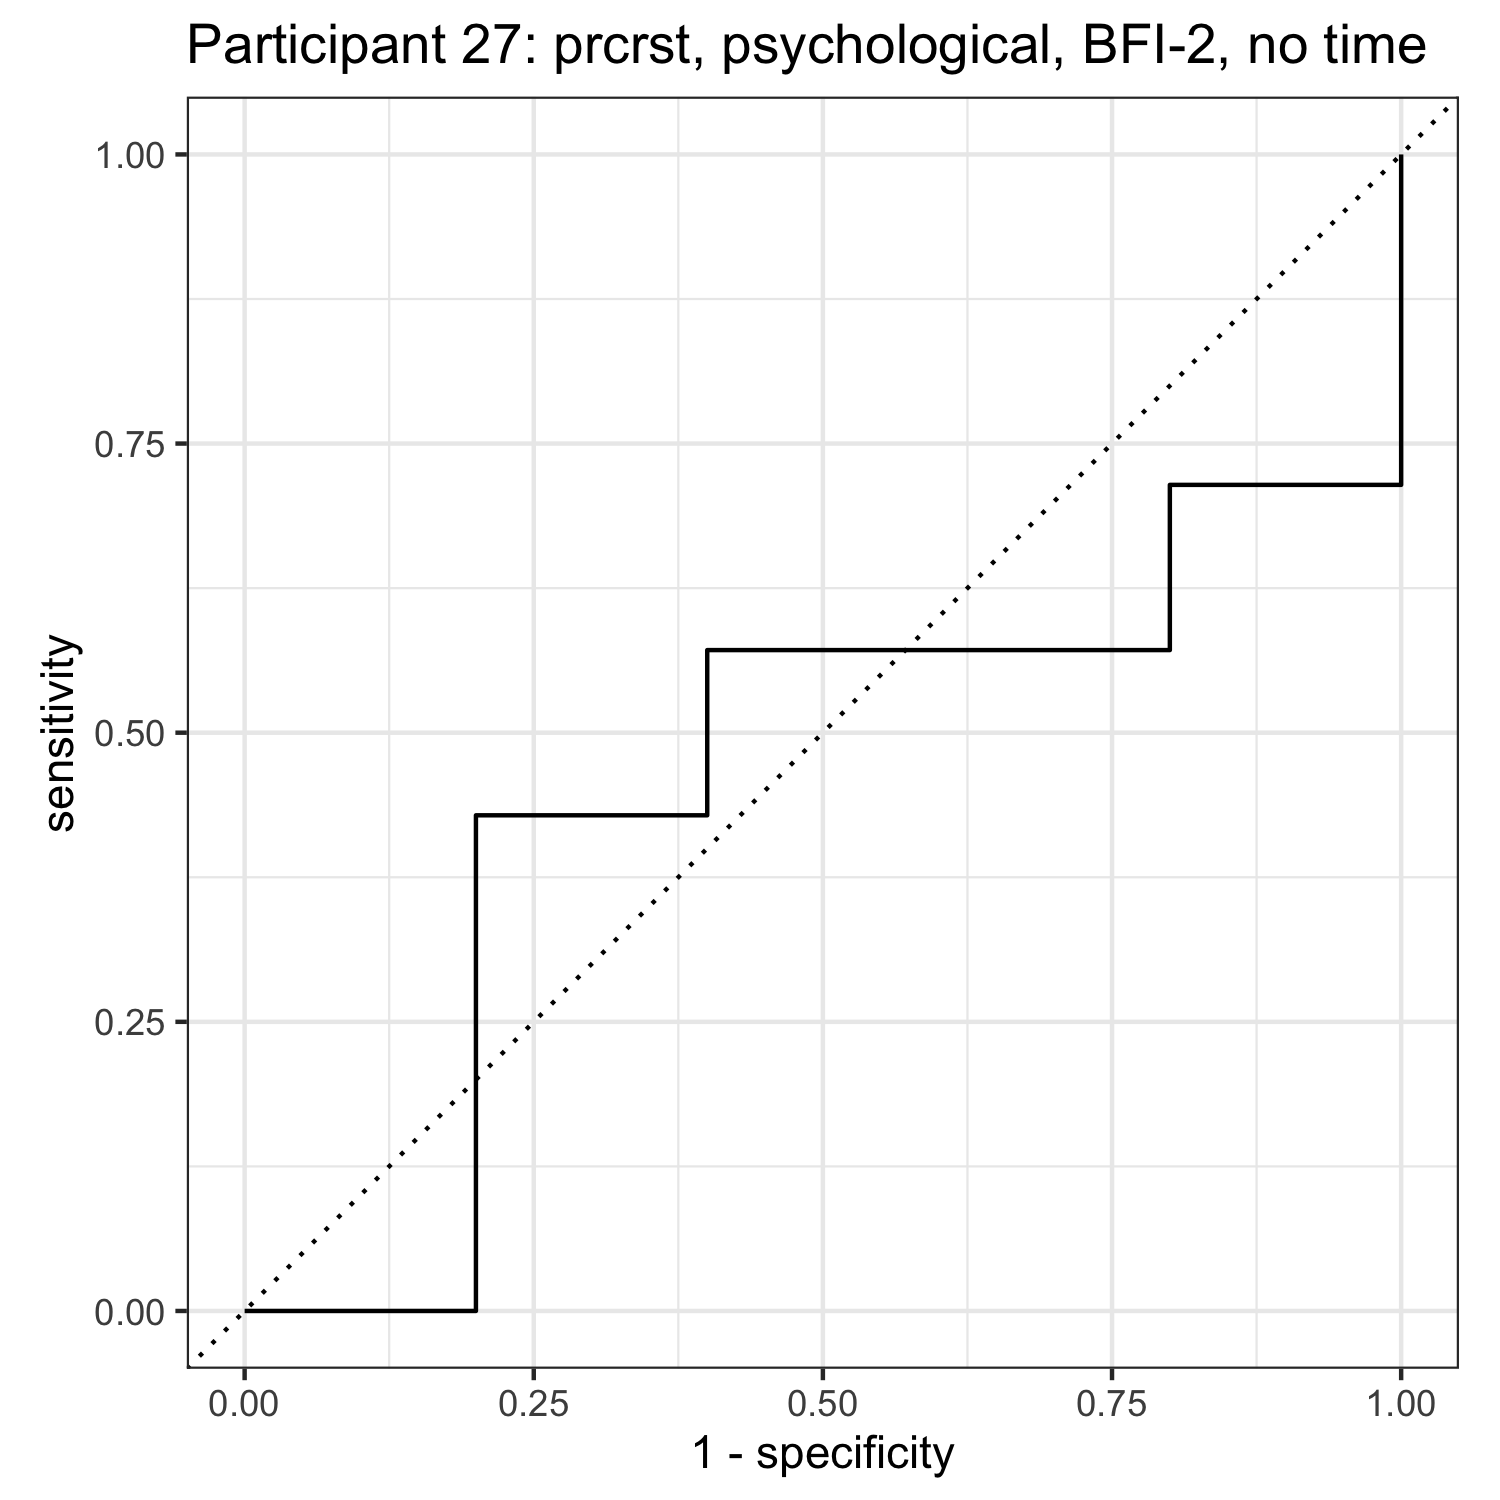 Participant 27: prcrst, psychological, BFI-2, no time
1.00
0.75
0.50
0.25
0.00
sensitivity
0.00 0.25 0.50 0.75 1.00
1 - specificity